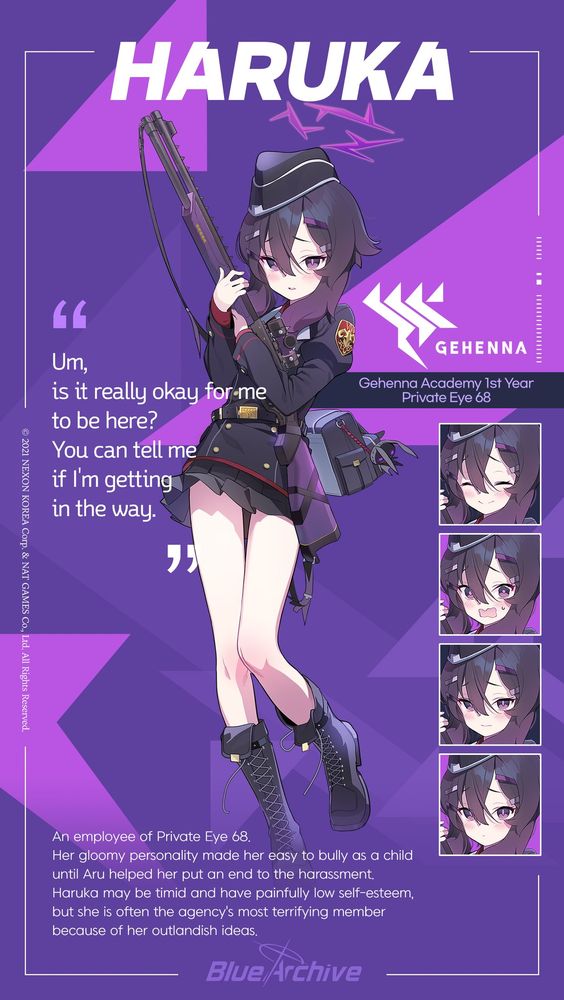 HARUKA
GEHENNA
Gehenna Academy 1st Year
Private Eye 68
“
Um,
is it really okay for me
to be here?
You can tell me
if I'm getting
in the way.
”
© 2021 NEXON KOREA Corp. & NAT GAMES Co., Ltd. All Rights Reserved.
An employee of Private Eye 68.
Her gloomy personality made her easy to bully as a child
until Aru helped her put an end to the harassment.
Haruka may be timid and have painfully low self-esteem,
but she is often the agency's most terrifying member
because of her outlandish ideas.
Blue Archive